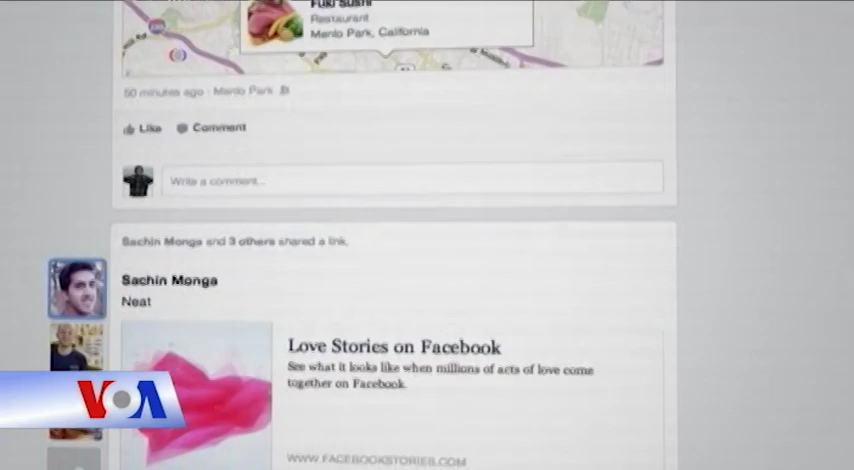 Fuki Sushi
Restaurant
Menlo Park, California
50 minutes ago · Menlo Park
Like Comment
Write a comment...
Sachin Monga and 3 others shared a link.
Sachin Monga
Neat
Love Stories on Facebook
See what it looks like when millions of acts of love come
together on Facebook.
VOA
WWW.FACEBOOKSTORIES.COM